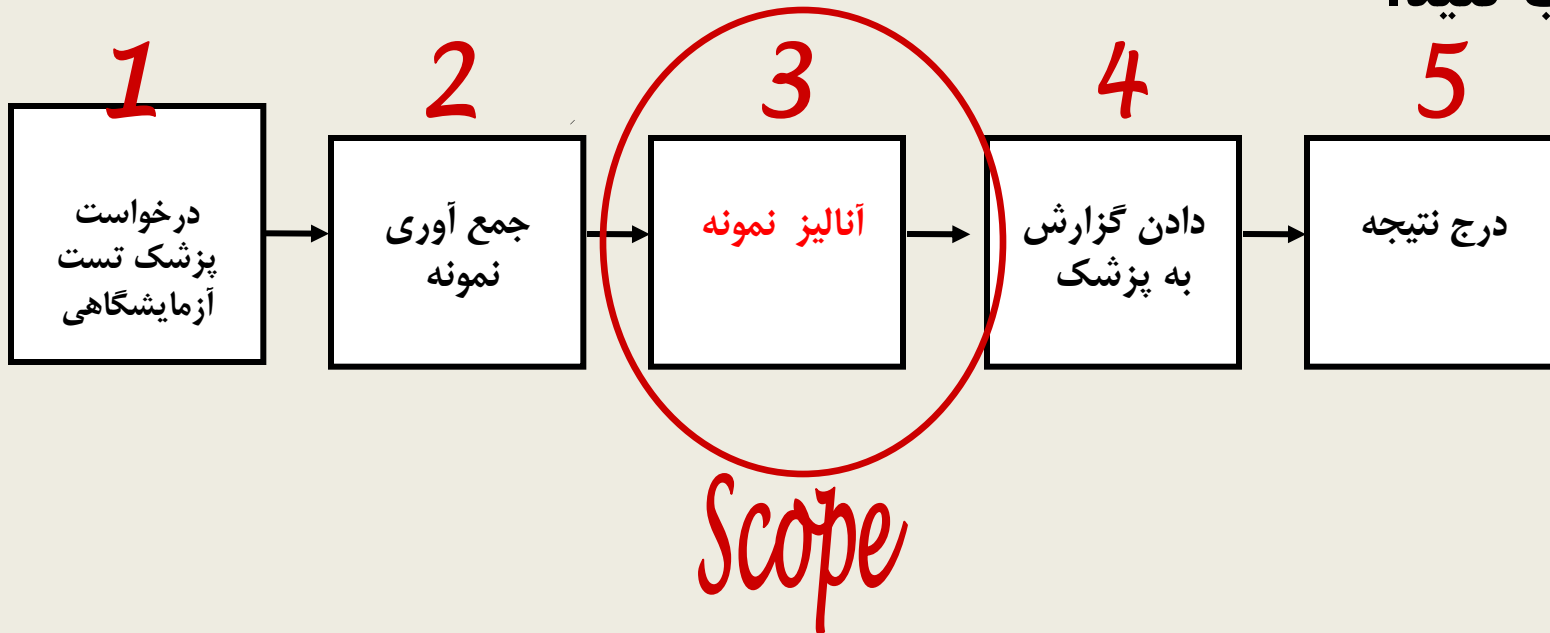 1
2
3
4
5
درخواست
پزشک تست
آزمایشگاهی
جمع آوری
نمونه
آنالیز نمونه
دادن گزارش
به پزشک
درج نتیجه
Scope